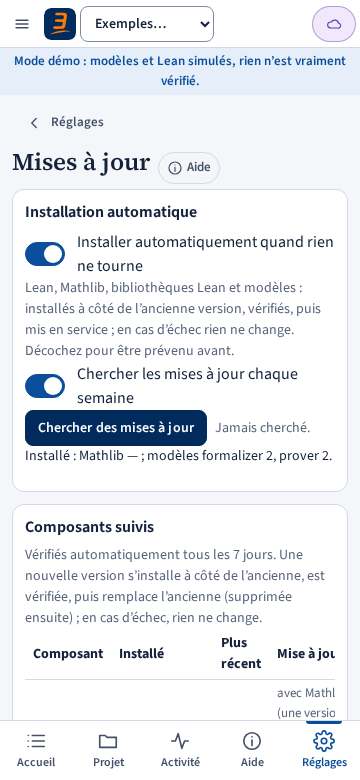 Exemples…
Mode démo : modèles et Lean simulés, rien n’est vraiment
vérifié.
Réglages
Mises à jour
Aide
Installation automatique
Installer automatiquement quand rien
ne tourne
Lean, Mathlib, bibliothèques Lean et modèles :
installés à côté de l’ancienne version, vérifiés, puis
mis en service ; en cas d’échec rien ne change.
Décochez pour être prévenu avant.
Chercher les mises à jour chaque
semaine
Chercher des mises à jour Jamais cherché.
Installé : Mathlib — ; modèles formalizer 2, prover 2.
Composants suivis
Vérifiés automatiquement tous les 7 jours. Une
nouvelle version s’installe à côté de l’ancienne, est
vérifiée, puis remplace l’ancienne (supprimée
ensuite) ; en cas d’échec, rien ne change.
Composant Installé Plus récent Mise à jou
avec Mathl
(une versio
Accueil Projet Activité Aide Réglages